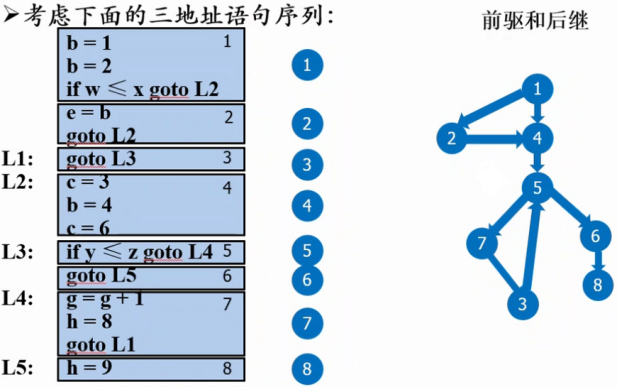 ➢考虑下面的三地址语句序列:
前驱和后继
b = 1 1
b = 2
if w ≤ x goto L2
e = b 2
goto L2
L1: goto L3 3
L2: c = 3 4
b = 4
c = 6
L3: if y ≤ z goto L4 5
goto L5 6
L4: g = g + 1 7
h = 8
goto L1
L5: h = 9 8
1
2
3
4
5
6
7
8
1
2 4
5
7 6
3 8